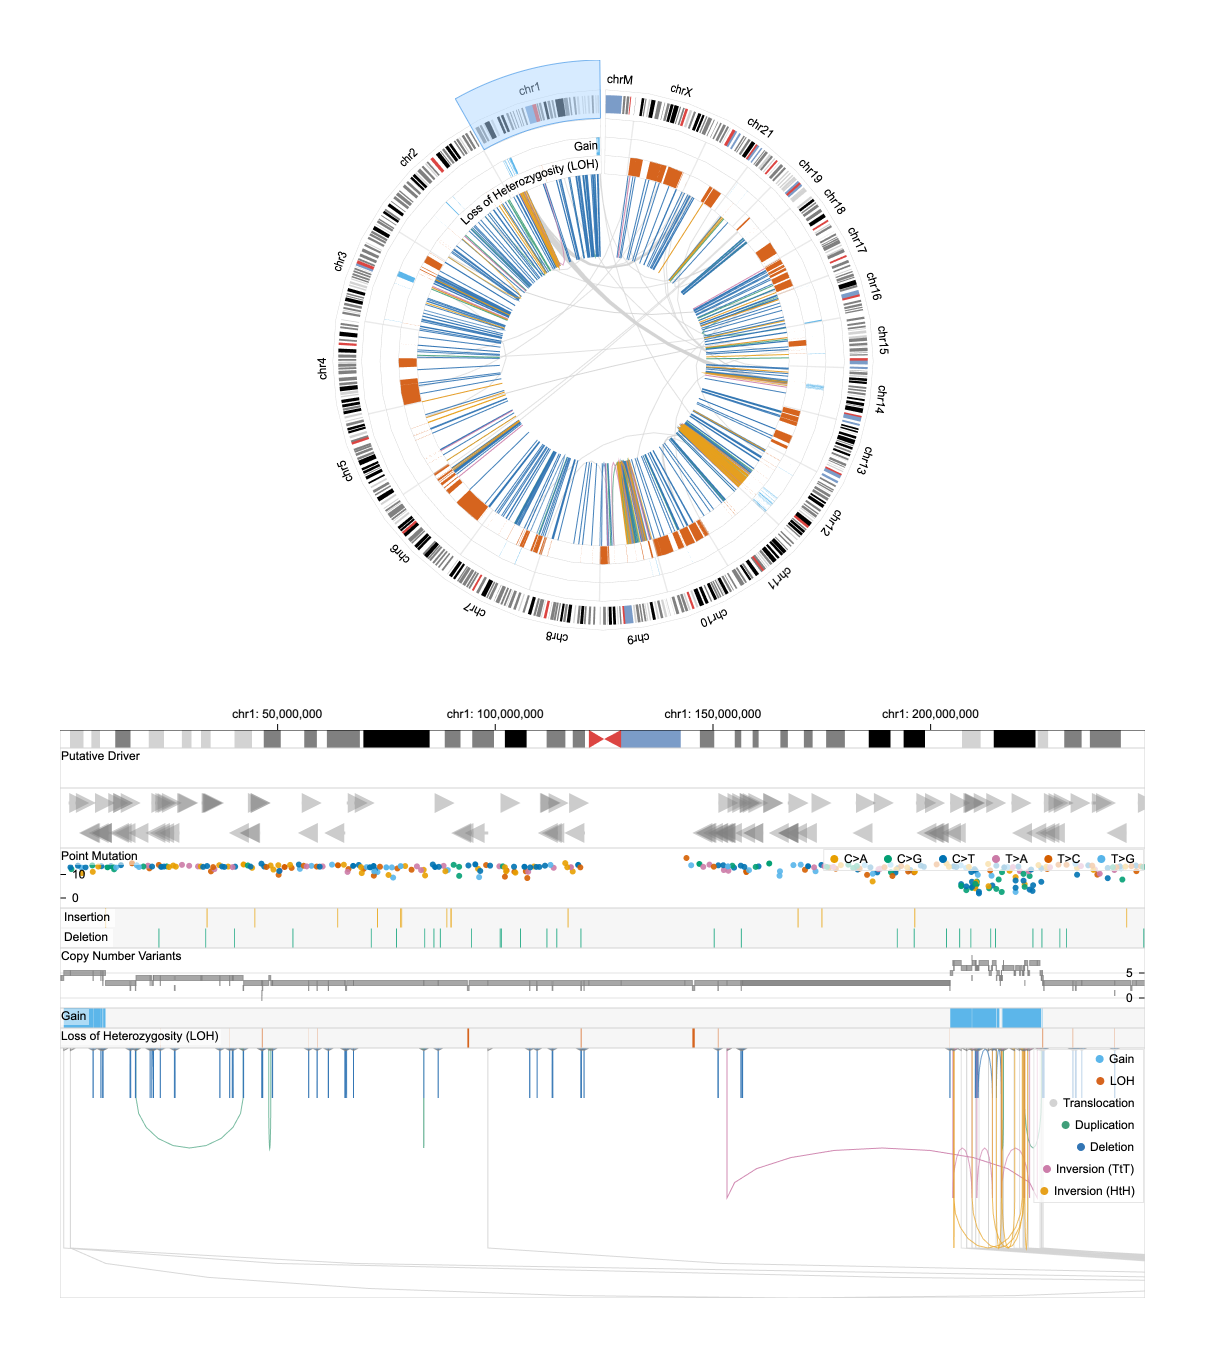 chr1
chrM
chrX
chr21
chr19
chr18
chr17
chr16
chr15
chr14
chr13
chr12
chr11
chr10
chr9
chr8
chr7
chr6
chr5
chr4
chr3
chr2
Gain
Loss of Heterozygosity (LOH)
chr1: 50,000,000 chr1: 100,000,000 chr1: 150,000,000 chr1: 200,000,000
Putative Driver
Point Mutation
C>A C>G C>T T>A T>C T>G
10
0
Insertion
Deletion
Copy Number Variants
5
0
Gain
Loss of Heterozygosity (LOH)
Gain
LOH
Translocation
Duplication
Deletion
Inversion (TtT)
Inversion (HtH)